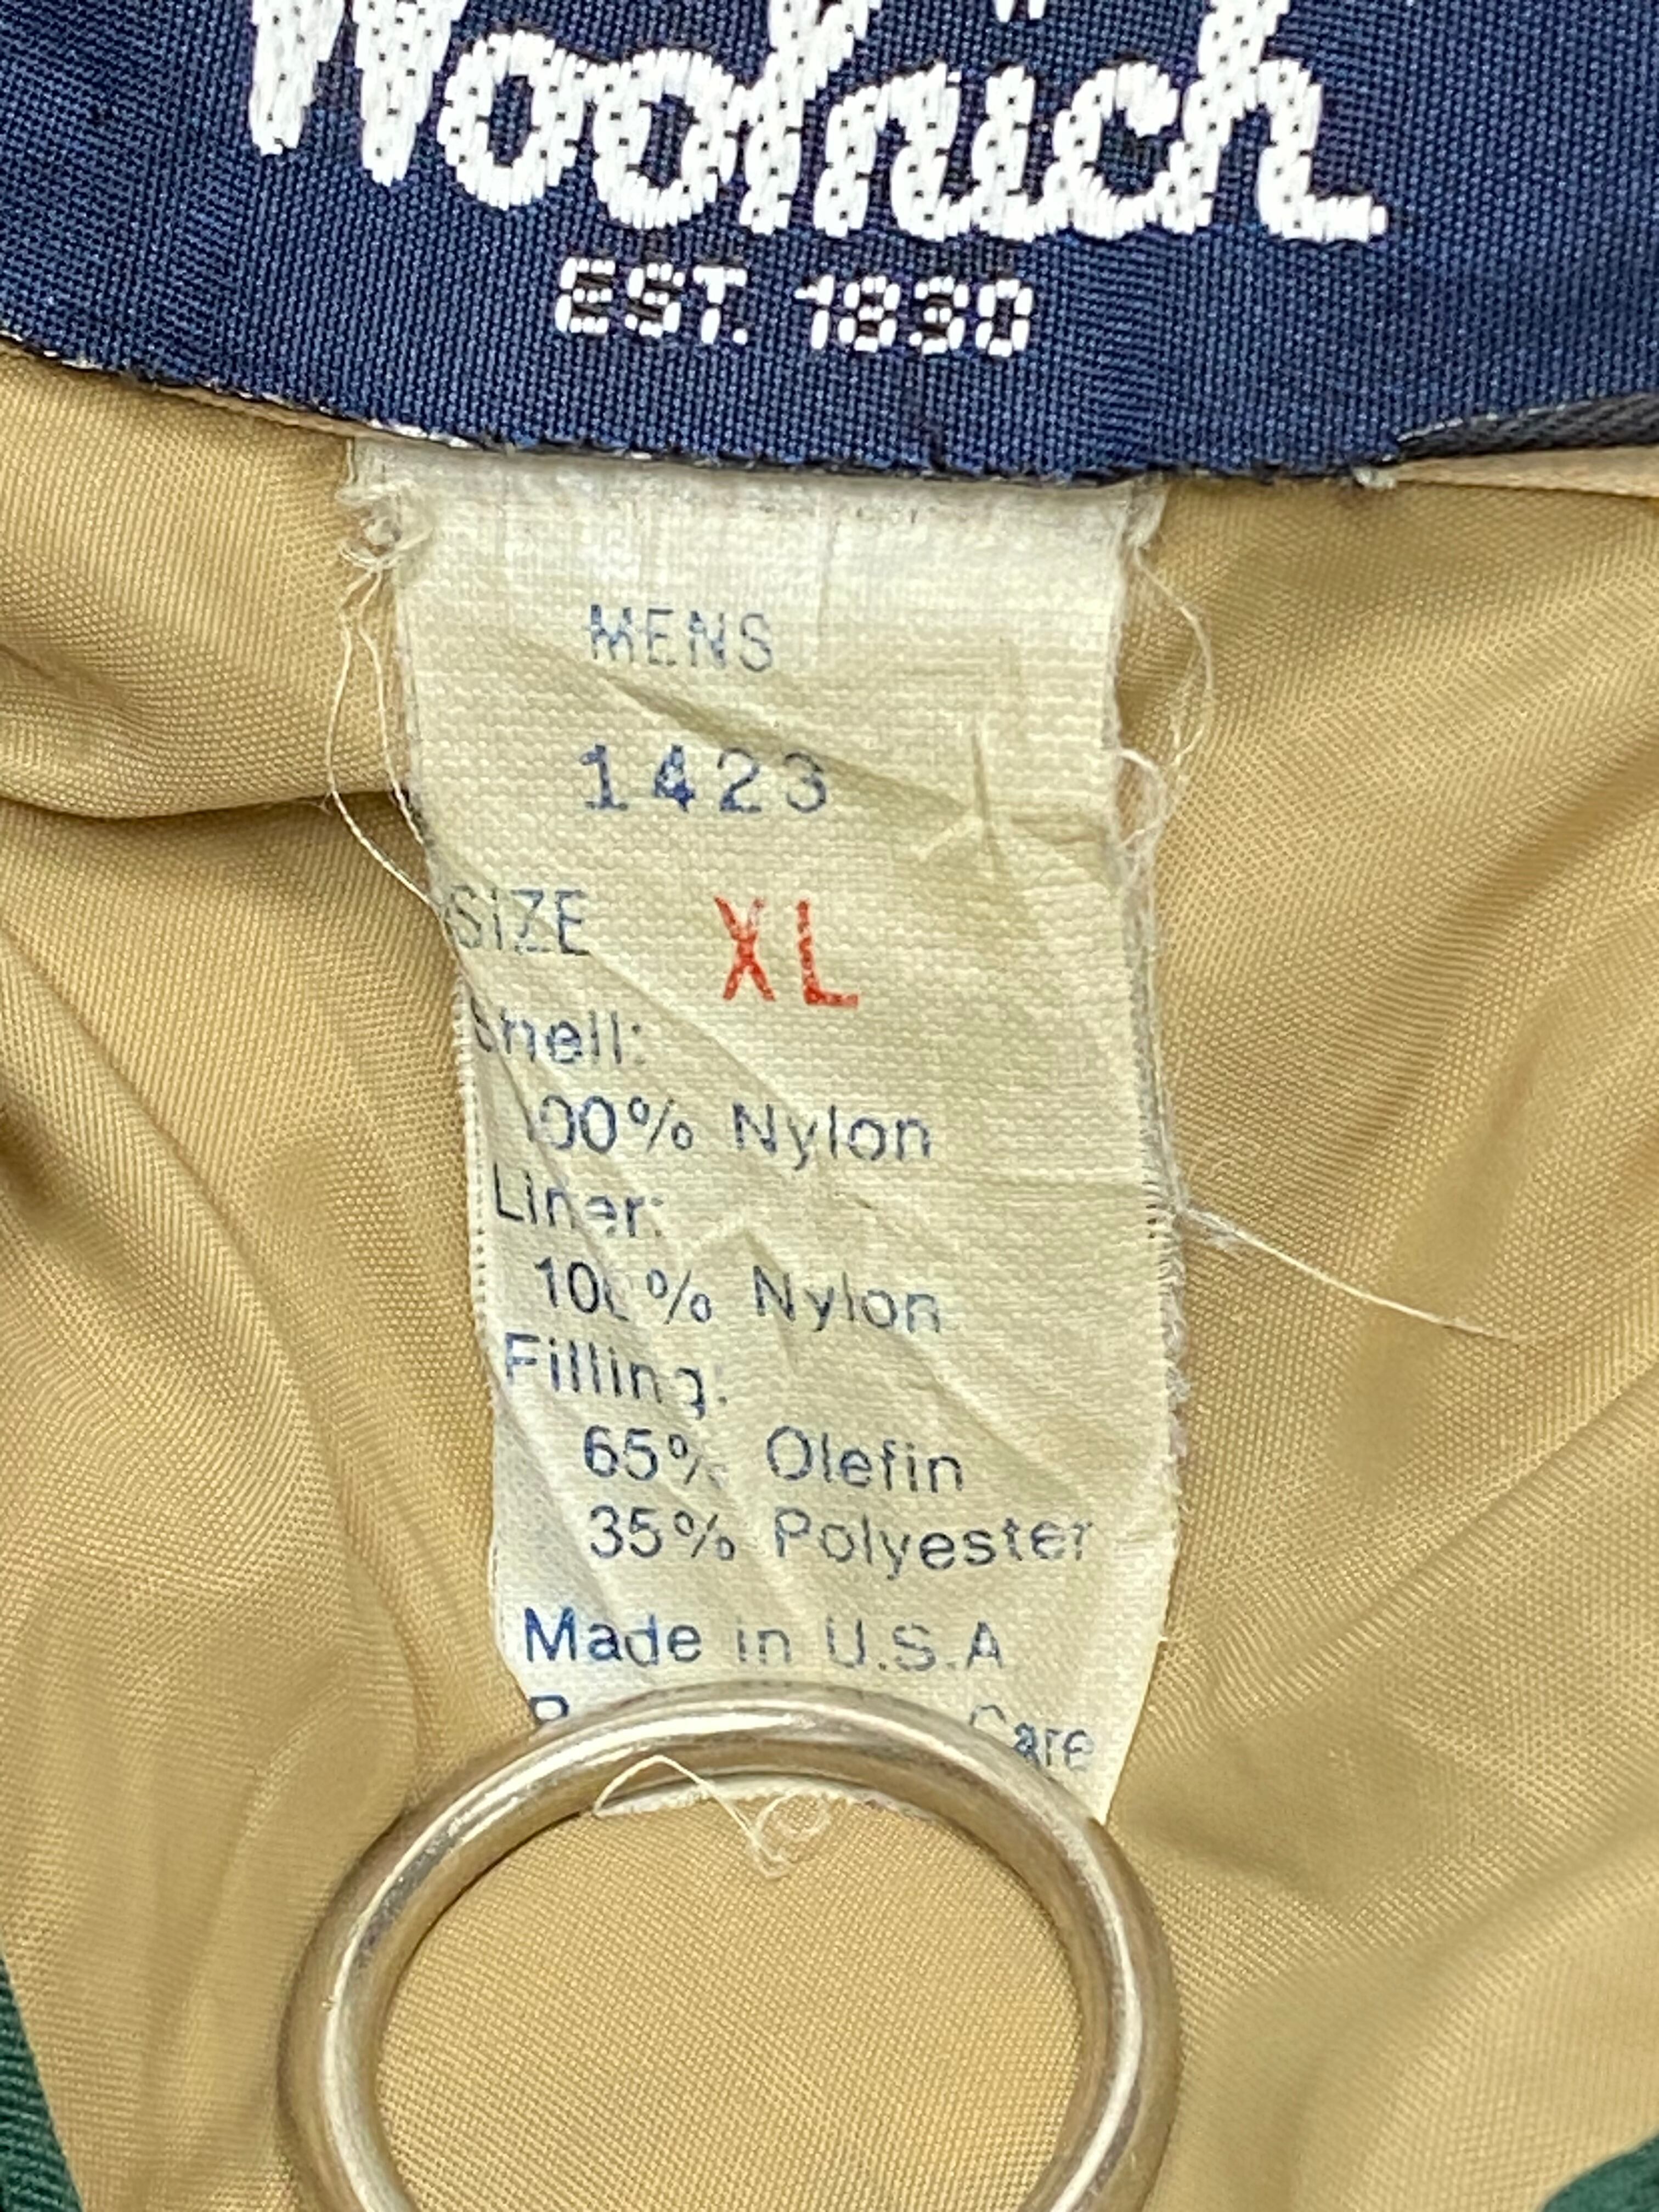 Woolrich
EST. 1830
MENS
1423
SIZE XL
Shell:
100% Nylon
Liner:
100% Nylon
Filling:
65% Olefin
35% Polyester
Made in U.S.A
Care